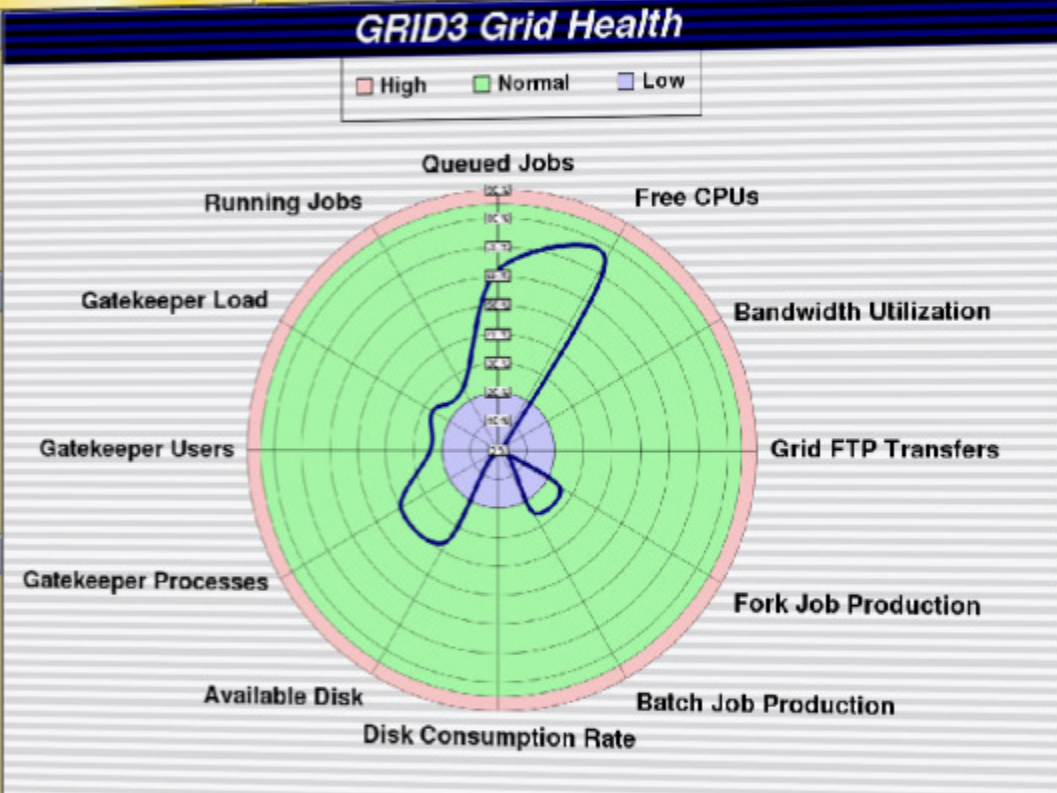 GRID3 Grid Health
High Normal Low
Queued Jobs
Running Jobs
Free CPUs
Gatekeeper Load
Bandwidth Utilization
Gatekeeper Users
Grid FTP Transfers
Gatekeeper Processes
Fork Job Production
Available Disk
Batch Job Production
Disk Consumption Rate